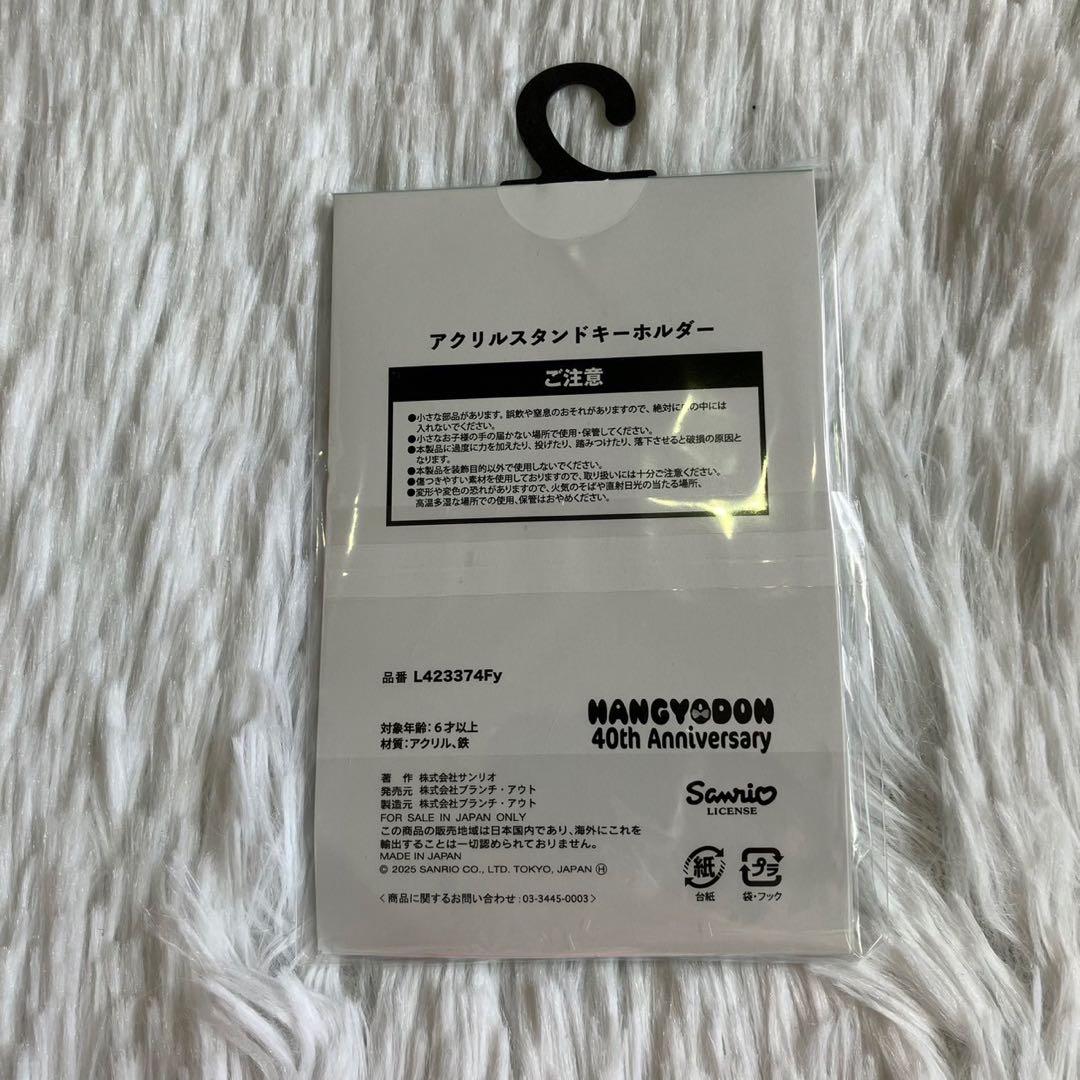 アクリルスタンドキーホルダー
ご注意
●小さな部品があります。誤飲や窒息のおそれがありますので、絶対に の中には
入れないでください。
●小さなお子様の手の届かない場所で使用・保管してください。
●本製品に過度に力を加えたり、投げたり、踏みつけたり、落下させると破損の原因と
なります。
●本製品を装飾目的以外で使用しないでください。
●傷つきやすい素材を使用しておりますので、取り扱いには十分ご注意ください。
●変形や変色の恐れがありますので、火気のそばや直射日光の当たる場所、
高温多湿な場所での使用、保管はおやめください。
品番 L423374Fy
HANGYODON
40th Anniversary
対象年齢:6才以上
材質:アクリル、鉄
著 作 株式会社サンリオ
発売元 株式会社ブランチ・アウト
製造元 株式会社ブランチ・アウト
FOR SALE IN JAPAN ONLY
この商品の販売地域は日本国内であり、海外にこれを
輸出することは一切認められておりません。
MADE IN JAPAN
© 2025 SANRIO CO., LTD. TOKYO, JAPAN Ⓗ
〈商品に関するお問い合わせ:03-3445-0003〉
Sanrio
LICENSE
紙
台紙
プラ
袋・フック